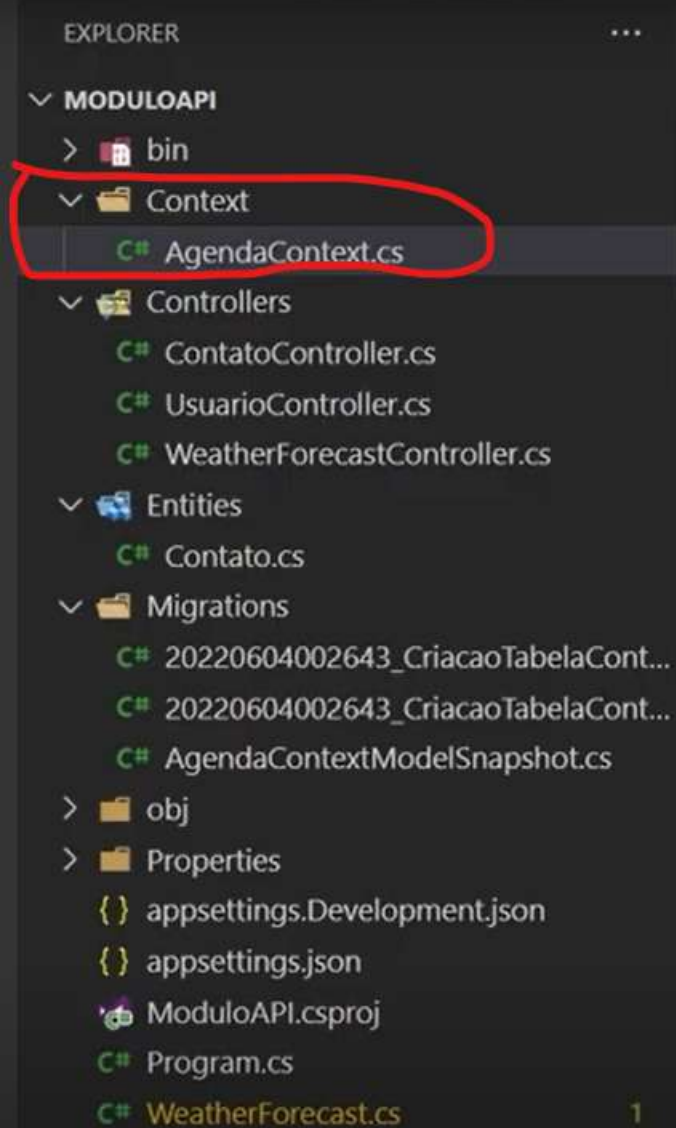 EXPLORER ...
MODULOAPI
bin
Context
C# AgendaContext.cs
Controllers
C# ContatoController.cs
C# UsuarioController.cs
C# WeatherForecastController.cs
Entities
C# Contato.cs
Migrations
C# 20220604002643_CriacaoTabelaCont...
C# 20220604002643_CriacaoTabelaCont...
C# AgendaContextModelSnapshot.cs
obj
Properties
{ } appsettings.Development.json
{ } appsettings.json
ModuloAPI.csproj
C# Program.cs
C# WeatherForecast.cs 1